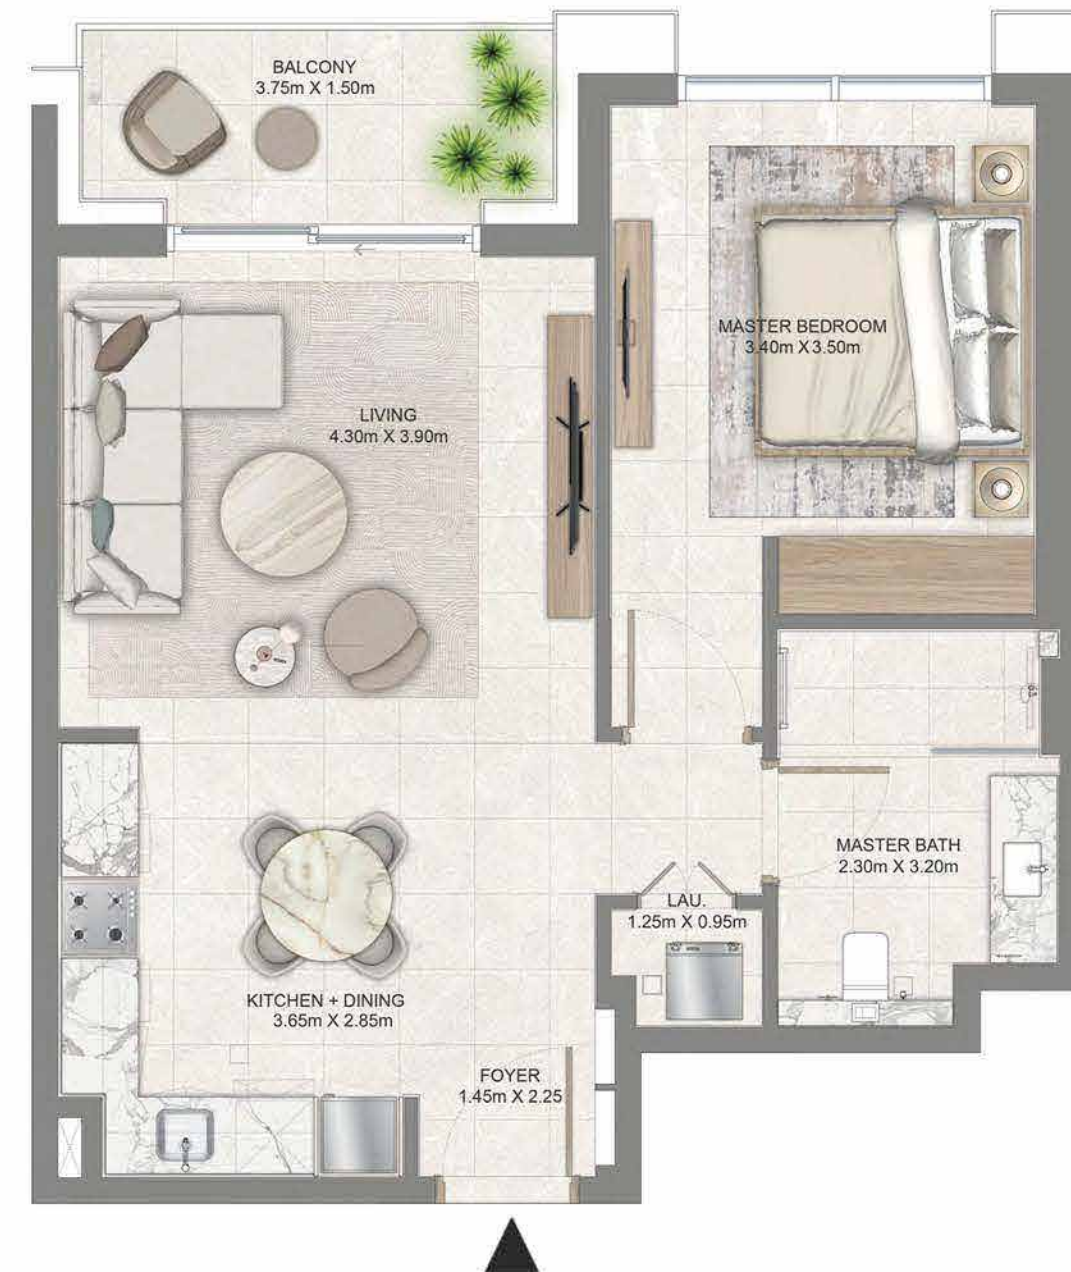 BALCONY
3.75m X 1.50m
MASTER BEDROOM
3.40m X 3.50m
LIVING
4.30m X 3.90m
MASTER BATH
2.30m X 3.20m
LAU.
1.25m X 0.95m
KITCHEN + DINING
3.65m X 2.85m
FOYER
1.45m X 2.25